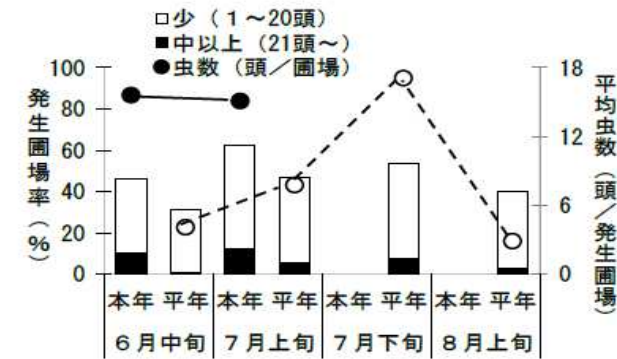 □少（1～20頭）
■中以上（21頭～）
●虫数（頭／圃場）
発生圃場率（%）
100
80
60
40
20
0
18
12
6
0
平均虫数（頭／発生圃場）
本年 平年 本年 平年 本年 平年 本年 平年
6月中旬 7月上旬 7月下旬 8月上旬